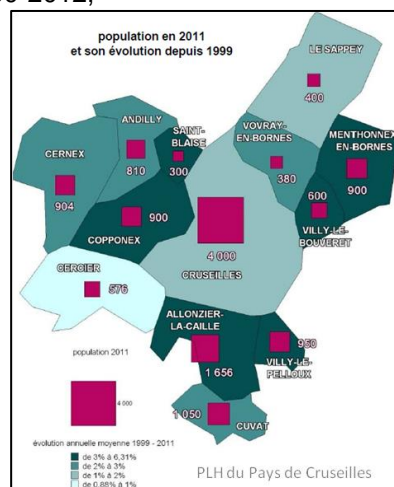 population en 2011
et son évolution depuis 1999
LE SAPPEY
400
ANDILLY
810
SAINT-
BLAISE
300
VOVRAY-
EN-BORNES
380
MENTHONNEX
EN-BORNES
900
CERNEX
904
COPPONEX
900
600
VILLY-LE-
BOUVERET
4 000
CRUSEILLES
CERCIER
576
ALLONZIER-
LA-CAILLE
1 656
950
VILLY-LE-
PELLOUX
1 050
CUVAT
population 2011
4 000
évolution annuelle moyenne 1999 - 2011
de 3% à 6,31%
de 2% à 3%
de 1% à 2%
de 0,88% à 1%
PLH du Pays de Cruseilles